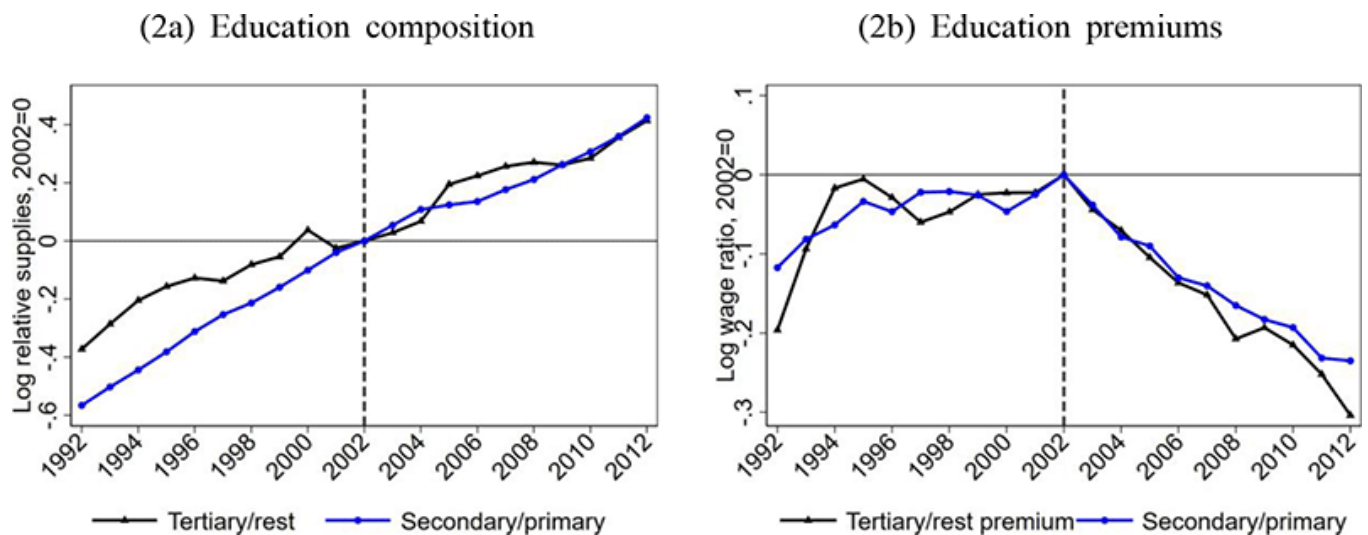 (2a) Education composition
Log relative supplies, 2002=0
.4
.2
0
-.2
-.4
-.6
1992 1994 1996 1998 2000 2002 2004 2006 2008 2010 2012
Tertiary/rest Secondary/primary
(2b) Education premiums
Log wage ratio, 2002=0
.1
0
-.1
-.2
-.3
1992 1994 1996 1998 2000 2002 2004 2006 2008 2010 2012
Tertiary/rest premium Secondary/primary